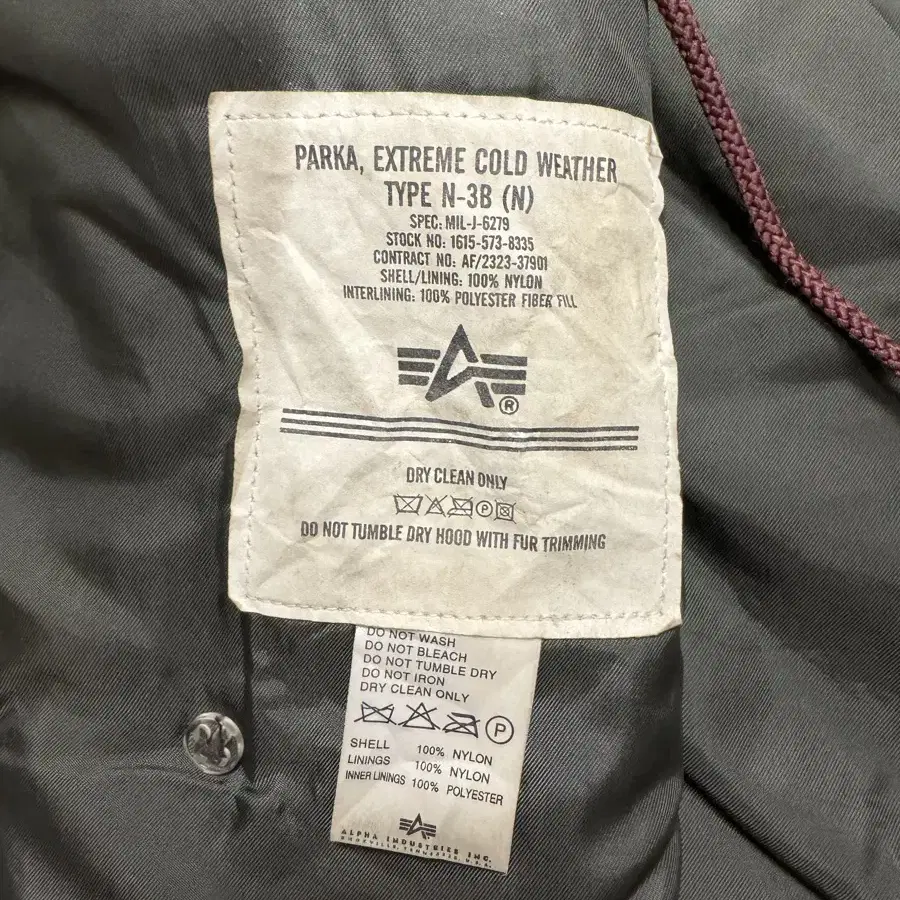 PARKA, EXTREME COLD WEATHER
TYPE N-3B (N)
SPEC: MIL-J-6279
STOCK NO: 1615-573-8335
CONTRACT NO: AF/2323-37901
SHELL/LINING: 100% NYLON
INTERLINING: 100% POLYESTER FIBER FILL
®
DRY CLEAN ONLY
P
DO NOT TUMBLE DRY HOOD WITH FUR TRIMMING
DO NOT WASH
DO NOT BLEACH
DO NOT TUMBLE DRY
DO NOT IRON
DRY CLEAN ONLY
P
SHELL 100% NYLON
LININGS 100% NYLON
INNER LININGS 100% POLYESTER
ALPHA INDUSTRIES INC.
KNOXVILLE, TENNESSEE, U.S.A.